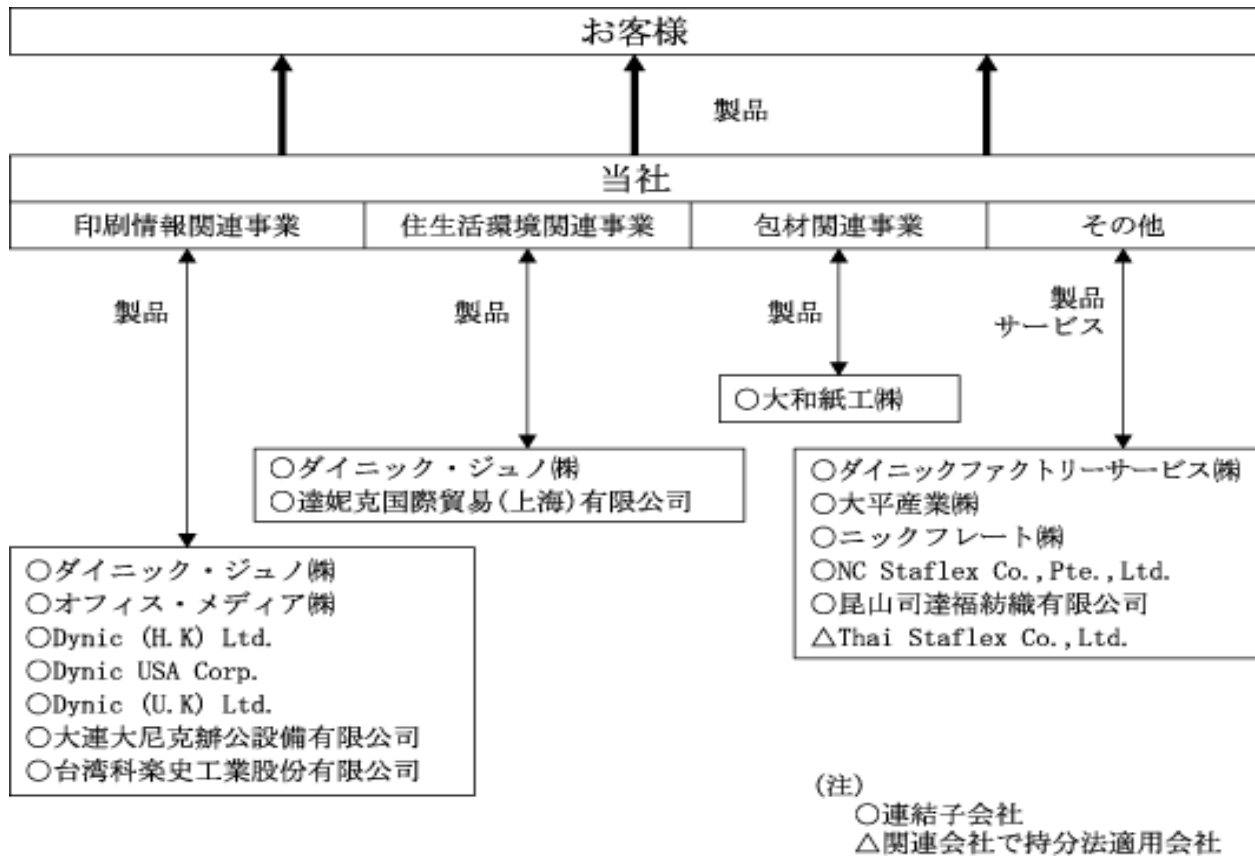 お客様
製品
当社
印刷情報関連事業
住生活環境関連事業
包材関連事業
その他
製品
製品
製品
製品
サービス
○大和紙工㈱
○ダイニック・ジュノ㈱
○達妮克国際貿易(上海)有限公司
○ダイニックファクトリーサービス㈱
○大平産業㈱
○ニックフレート㈱
○NC Staflex Co.,Pte.,Ltd.
○昆山司達福紡織有限公司
△Thai Staflex Co.,Ltd.
○ダイニック・ジュノ㈱
○オフィス・メディア㈱
○Dynic (H.K) Ltd.
○Dynic USA Corp.
○Dynic (U.K) Ltd.
○大連大尼克辦公設備有限公司
○台湾科楽史工業股份有限公司
(注)
○連結子会社
△関連会社で持分法適用会社